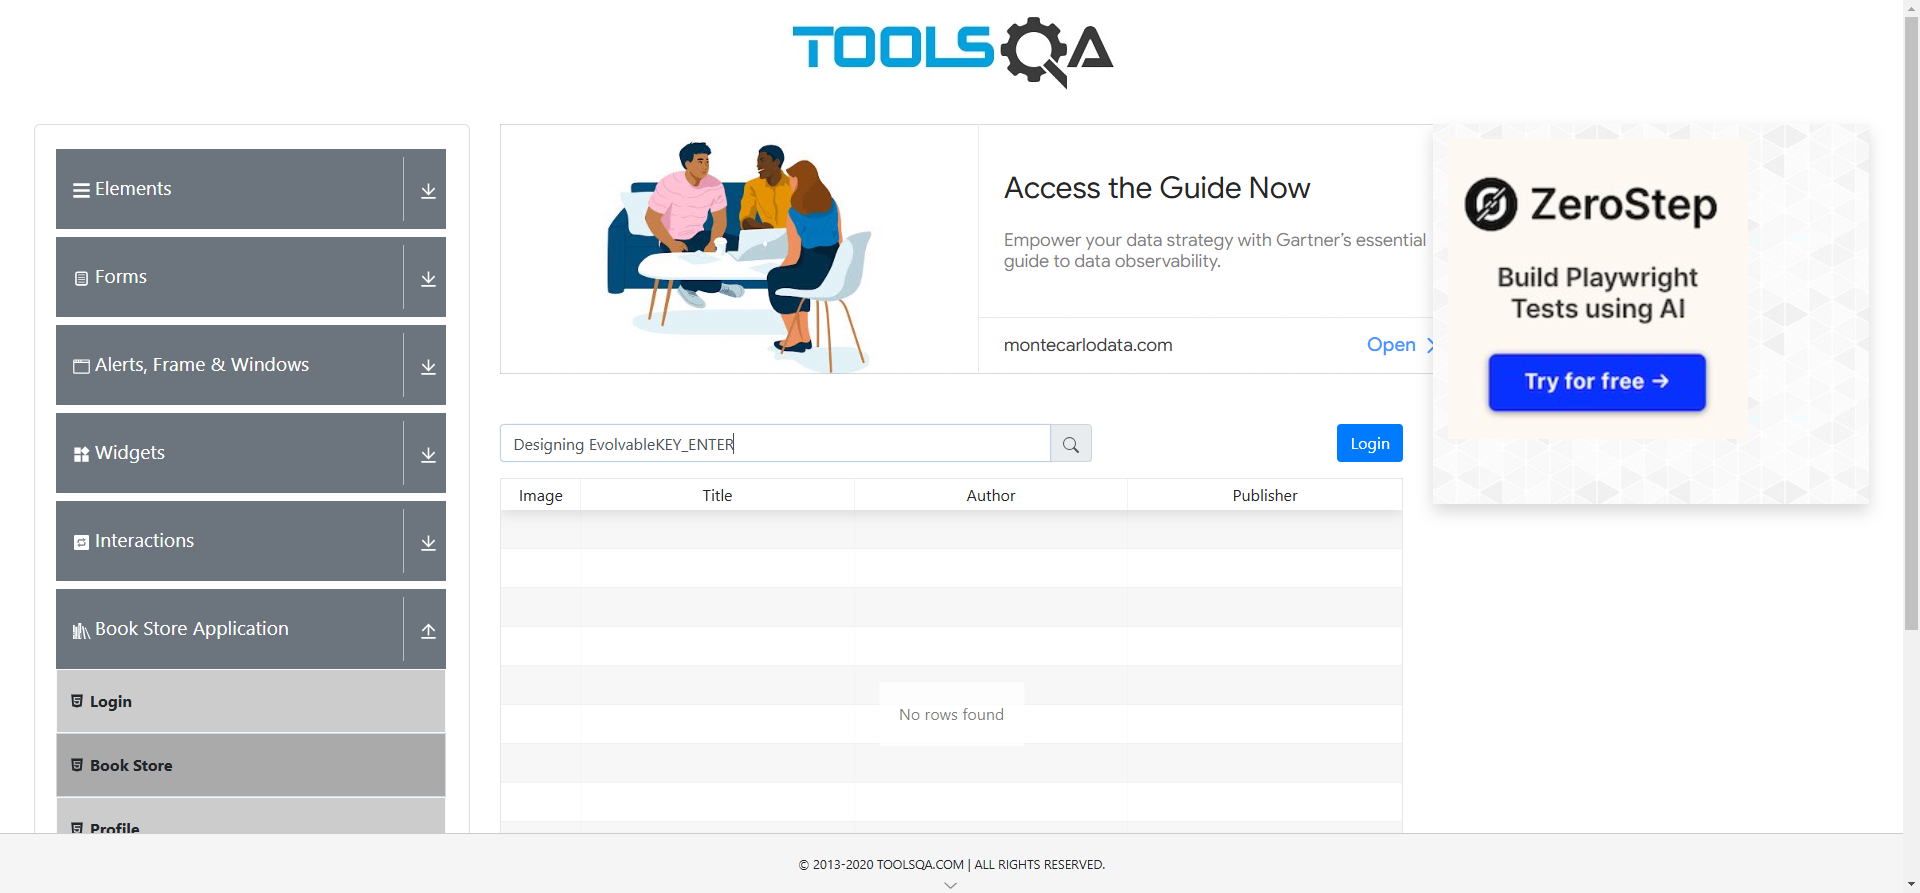 TOOLSQA
Elements
Forms
Alerts, Frame & Windows
Widgets
Interactions
Book Store Application
Login
Book Store
Profile
Access the Guide Now
Empower your data strategy with Gartner's essential
guide to data observability.
montecarlodata.com
Open
ZeroStep
Build Playwright
Tests using AI
Try for free →
Designing EvolvableKEY_ENTER
Login
Image Title Author Publisher
No rows found
© 2013-2020 TOOLSQA.COM | ALL RIGHTS RESERVED.